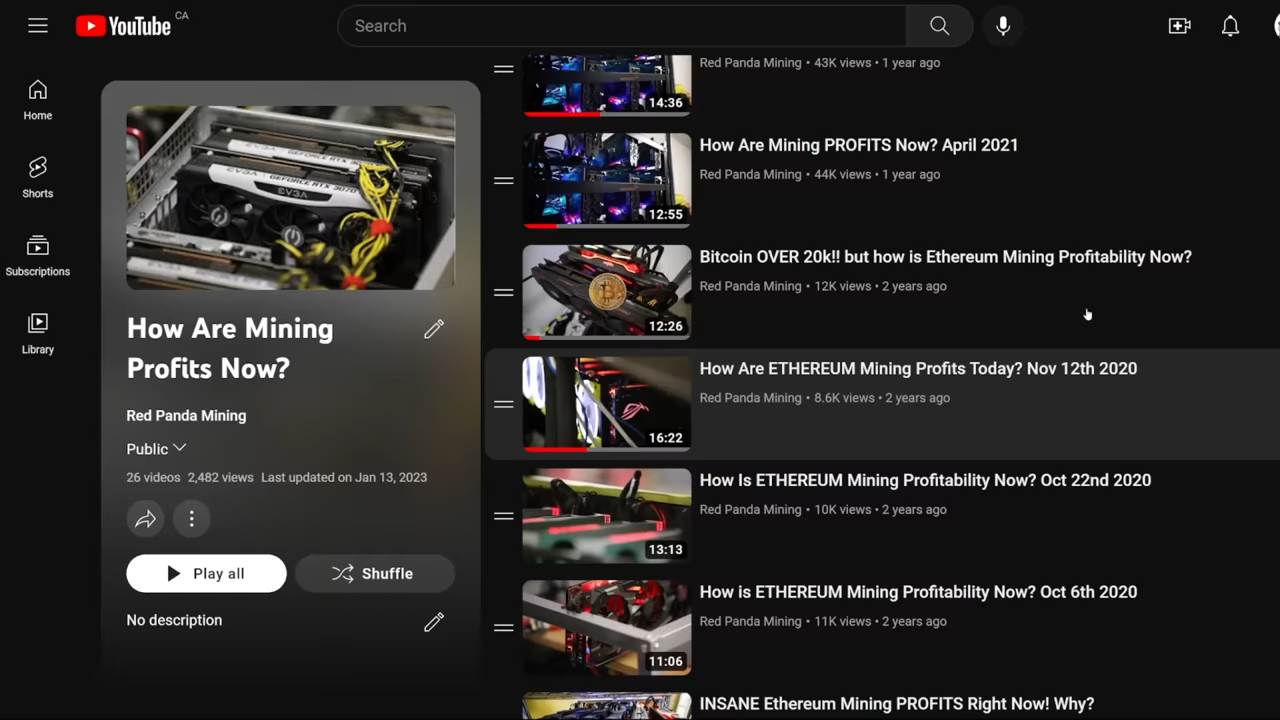 YouTube CA
Search
Home
Shorts
Subscriptions
Library
GEFORCE RTX 3070
EVGA
How Are Mining
Profits Now?
Red Panda Mining
Public
26 videos 2,482 views Last updated on Jan 13, 2023
Play all
Shuffle
No description
14:36
Red Panda Mining • 43K views • 1 year ago
12:55
How Are Mining PROFITS Now? April 2021
Red Panda Mining • 44K views • 1 year ago
12:26
Bitcoin OVER 20k!! but how is Ethereum Mining Profitability Now?
Red Panda Mining • 12K views • 2 years ago
16:22
How Are ETHEREUM Mining Profits Today? Nov 12th 2020
Red Panda Mining • 8.6K views • 2 years ago
13:13
How Is ETHEREUM Mining Profitability Now? Oct 22nd 2020
Red Panda Mining • 10K views • 2 years ago
11:06
How is ETHEREUM Mining Profitability Now? Oct 6th 2020
Red Panda Mining • 11K views • 2 years ago
INSANE Ethereum Mining PROFITS Right Now! Why?